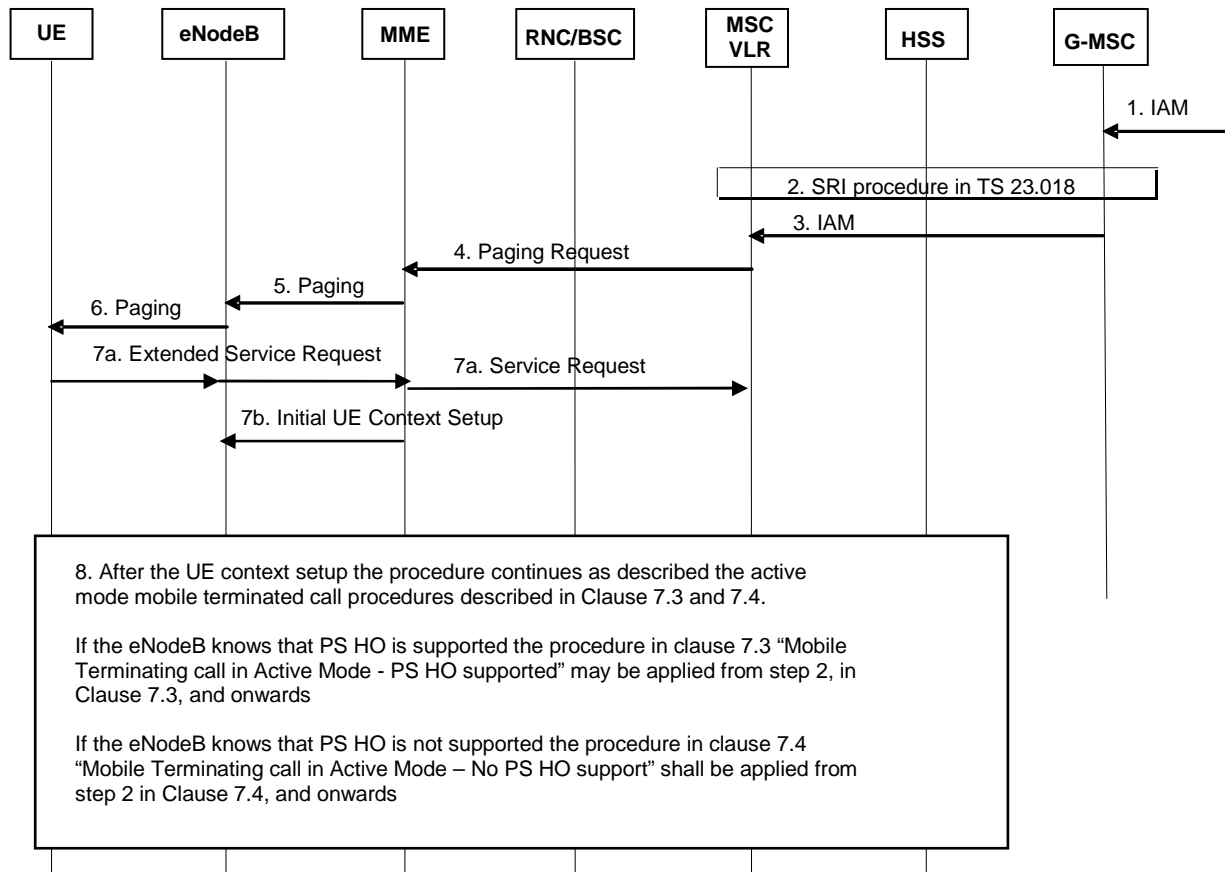 UE
eNodeB
MME
RNC/BSC
MSC
VLR
HSS
G-MSC
1. IAM
2. SRI procedure in TS 23.018
3. IAM
4. Paging Request
5. Paging
6. Paging
7a. Extended Service Request
7a. Service Request
7b. Initial UE Context Setup
8. After the UE context setup the procedure continues as described the active
mode mobile terminated call procedures described in Clause 7.3 and 7.4.
If the eNodeB knows that PS HO is supported the procedure in clause 7.3 “Mobile
Terminating call in Active Mode - PS HO supported” may be applied from step 2, in
Clause 7.3, and onwards
If the eNodeB knows that PS HO is not supported the procedure in clause 7.4
“Mobile Terminating call in Active Mode – No PS HO support” shall be applied from
step 2 in Clause 7.4, and onwards